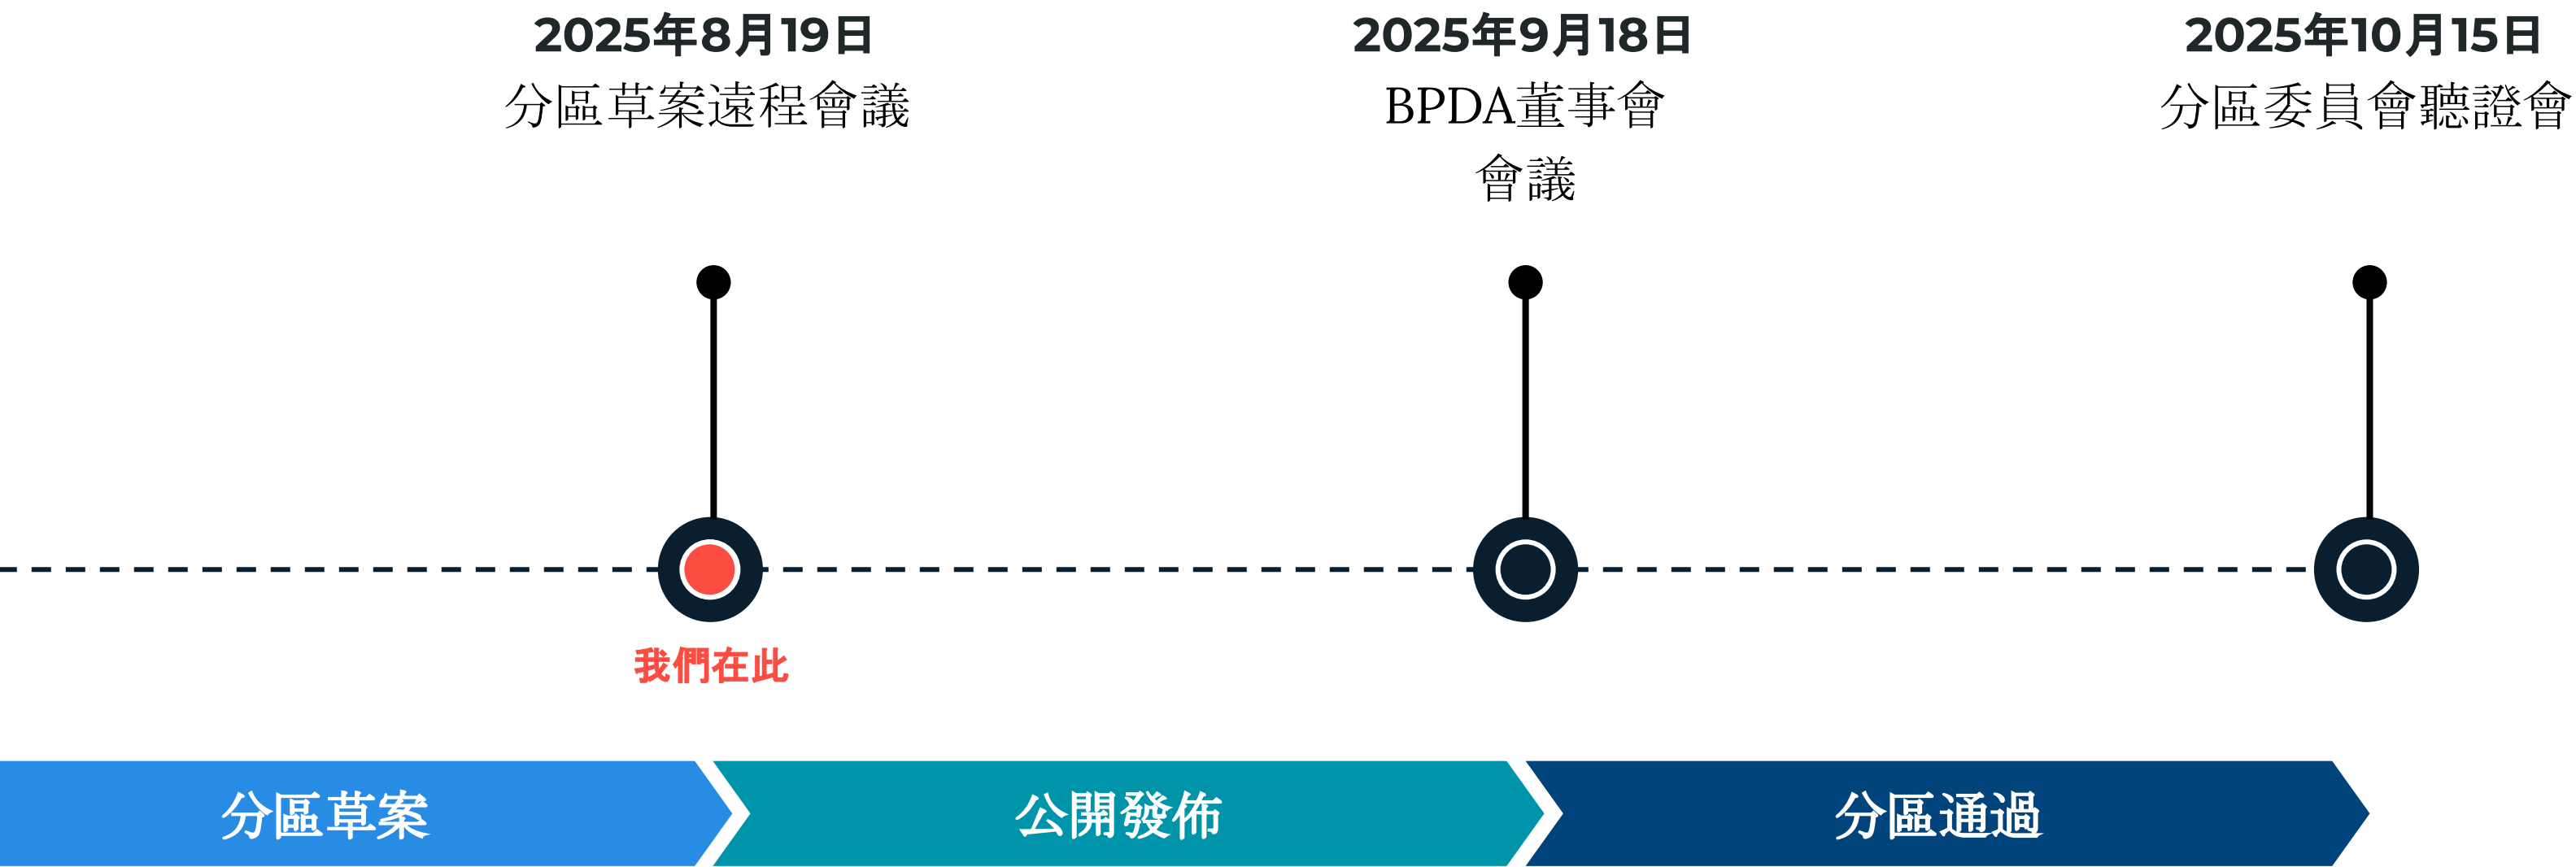 2025年8月19日
分區草案遠程會議
2025年9月18日
BPDA董事會
會議
2025年10月15日
分區委員會聽證會
我們在此
分區草案
公開發佈
分區通過